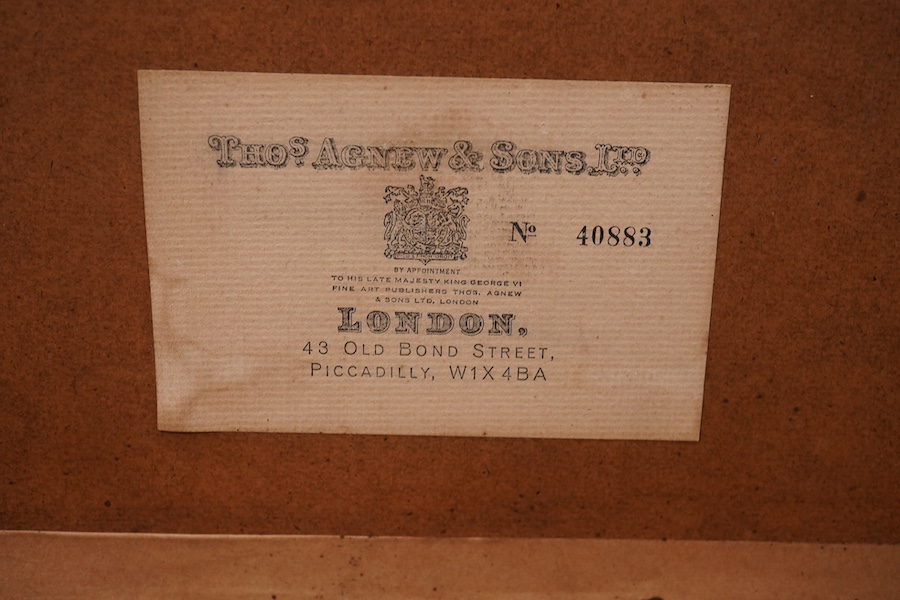 THOS AGNEW & SONS, LTD.
No 40883
BY APPOINTMENT
TO HIS LATE MAJESTY KING GEORGE VI
FINE ART PUBLISHERS THOS. AGNEW
& SONS LTD, LONDON
LONDON,
43 OLD BOND STREET,
PICCADILLY, W1X 4BA